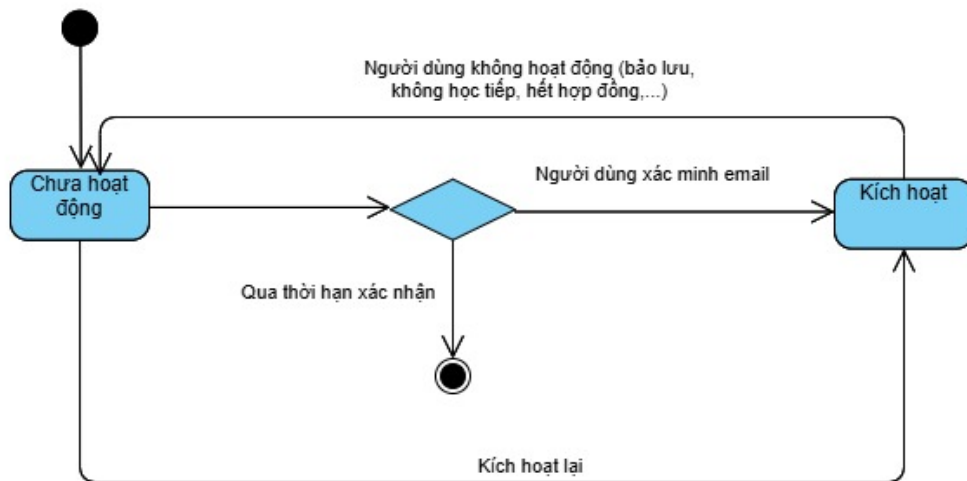 Người dùng không hoạt động (bảo lưu,
không học tiếp, hết hợp đồng,...)
Chưa hoạt
động
Người dùng xác minh email
Kích hoạt
Qua thời hạn xác nhận
Kích hoạt lại